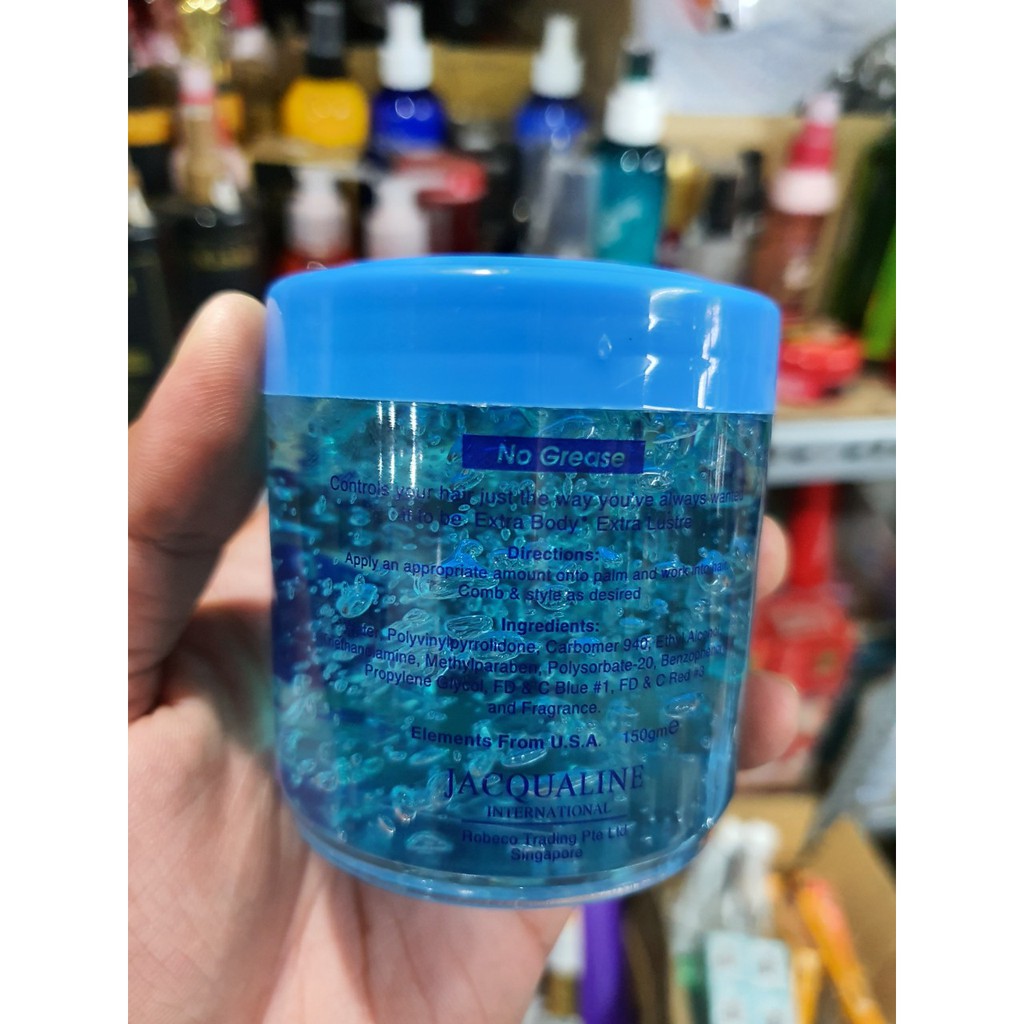 No Grease
Controls your hair just the way you've always wanted
it to be. Extra Body, Extra Lustre
Directions:
Apply an appropriate amount onto palm and work into hair
Comb & style as desired
Ingredients:
Polyvinylpyrrolidone, Carbomer 940, Ethyl
Methylparaben, Polysorbate-20,
Propylene Glycol, FD & C Blue #1, FD & C Red #3
and Fragrance.
Elements From U.S.A. 150gm e
JACQUALINE
INTERNATIONAL
Robeco Trading Pte Ltd
Singapore